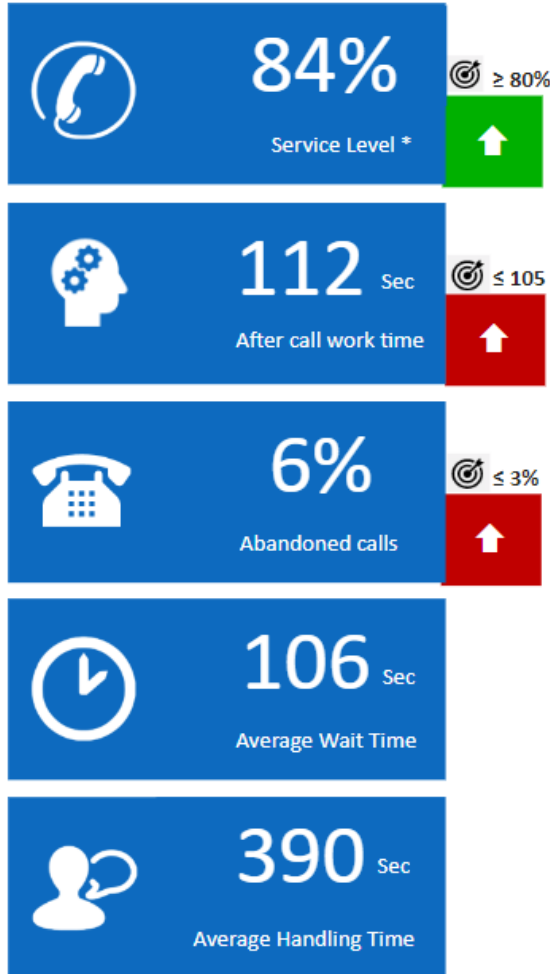 84%
≥ 80%
Service Level *
112 Sec
≤ 105
After call work time
6%
≤ 3%
Abandoned calls
106 Sec
Average Wait Time
390 Sec
Average Handling Time